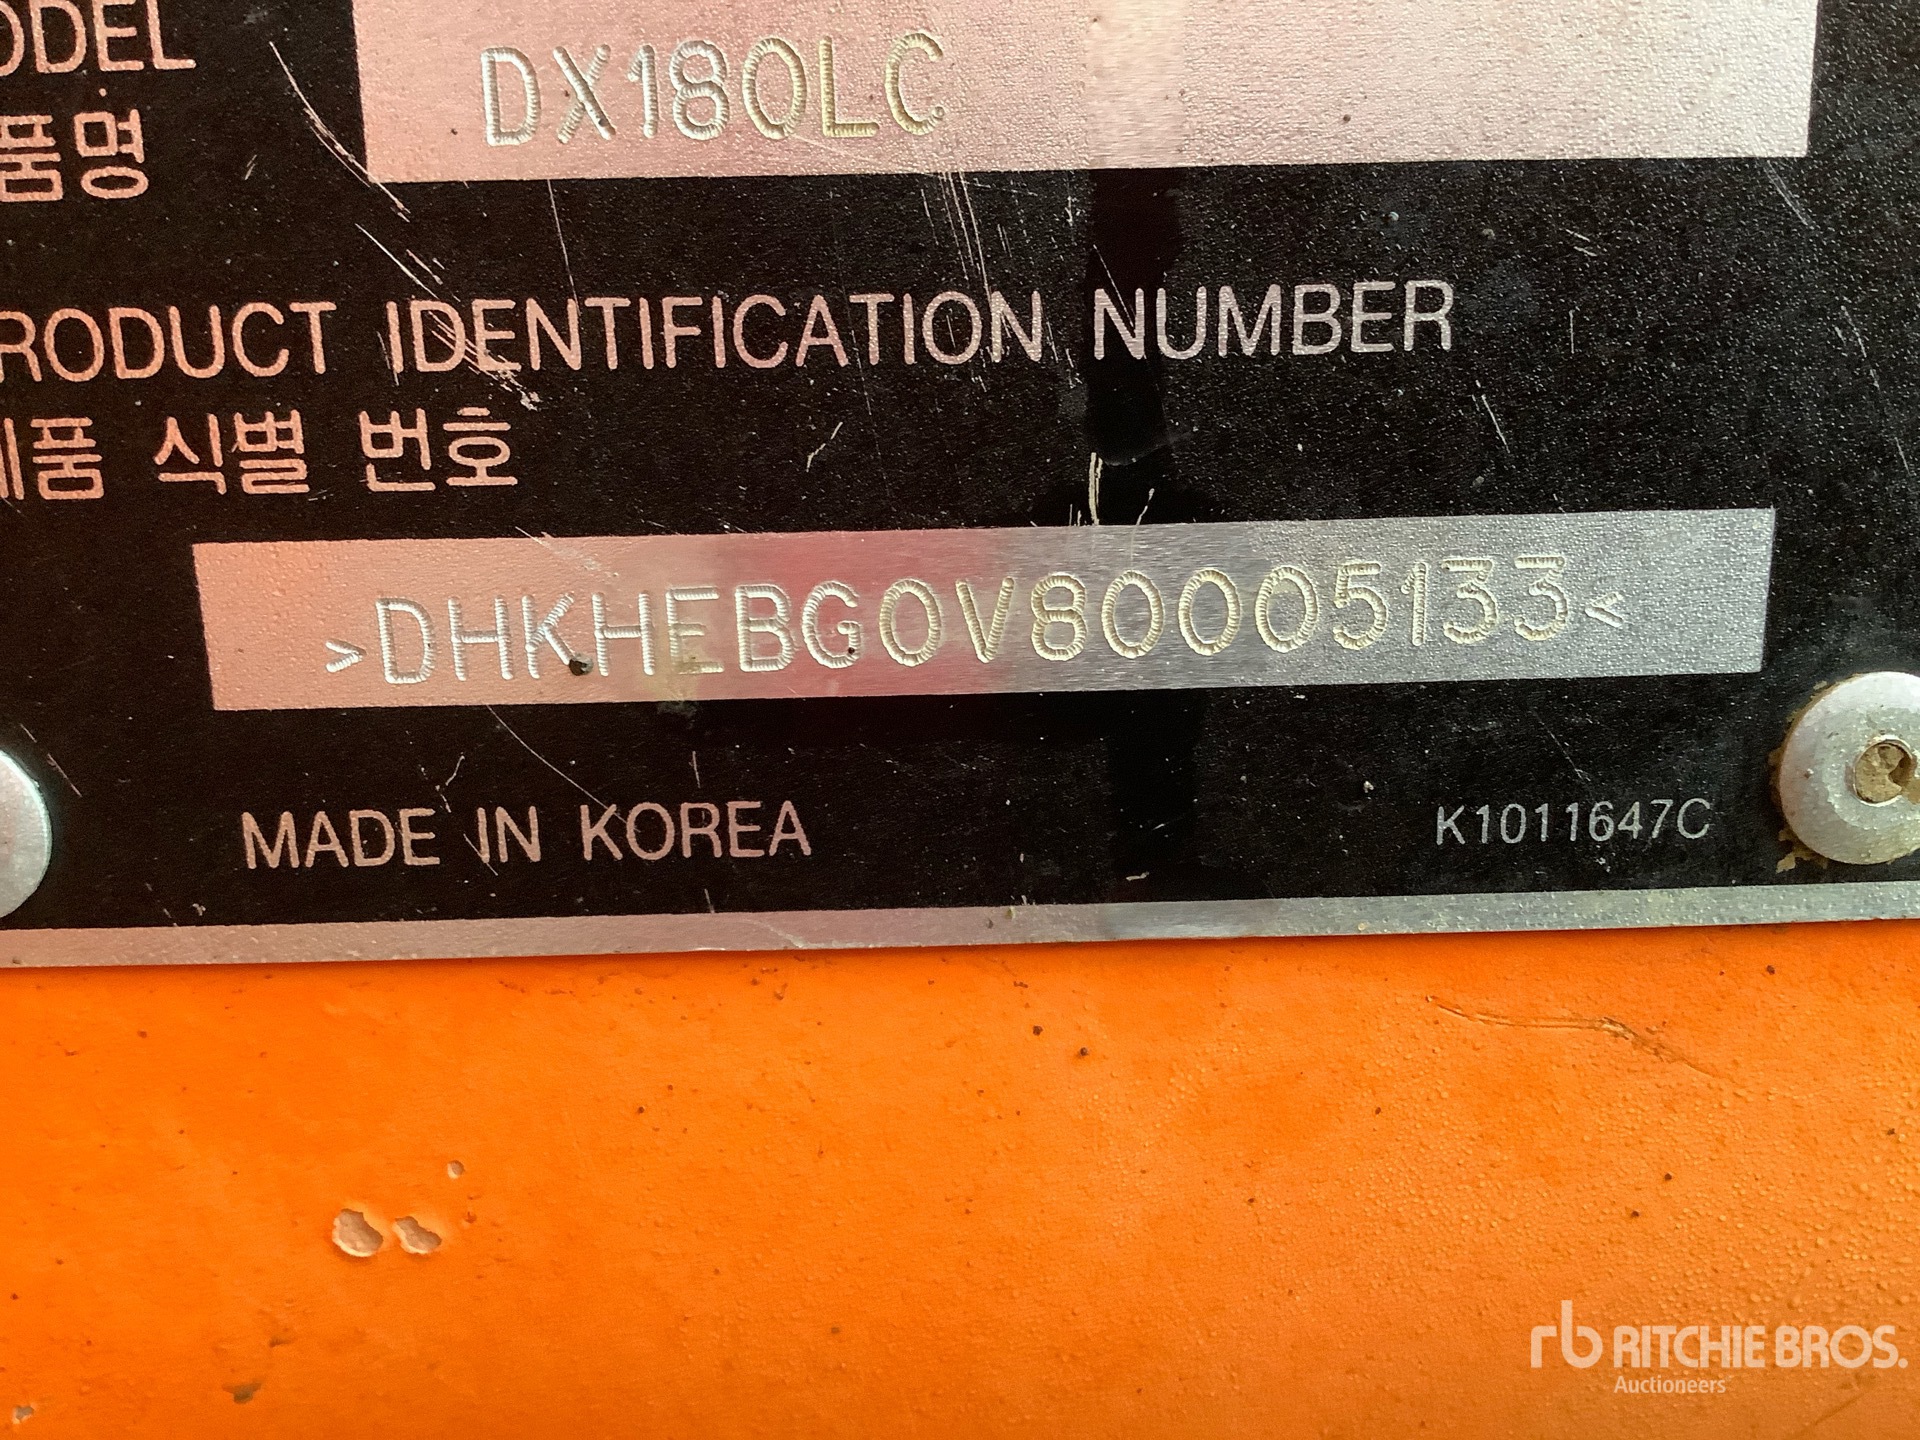 ODEL
품명
DX180LC
RODUCT IDENTIFICATION NUMBER
제품 식별 번호
>DHKHEBG0V80005133<
MADE IN KOREA
K1011647C
rb RITCHIE BROS.
Auctioneers